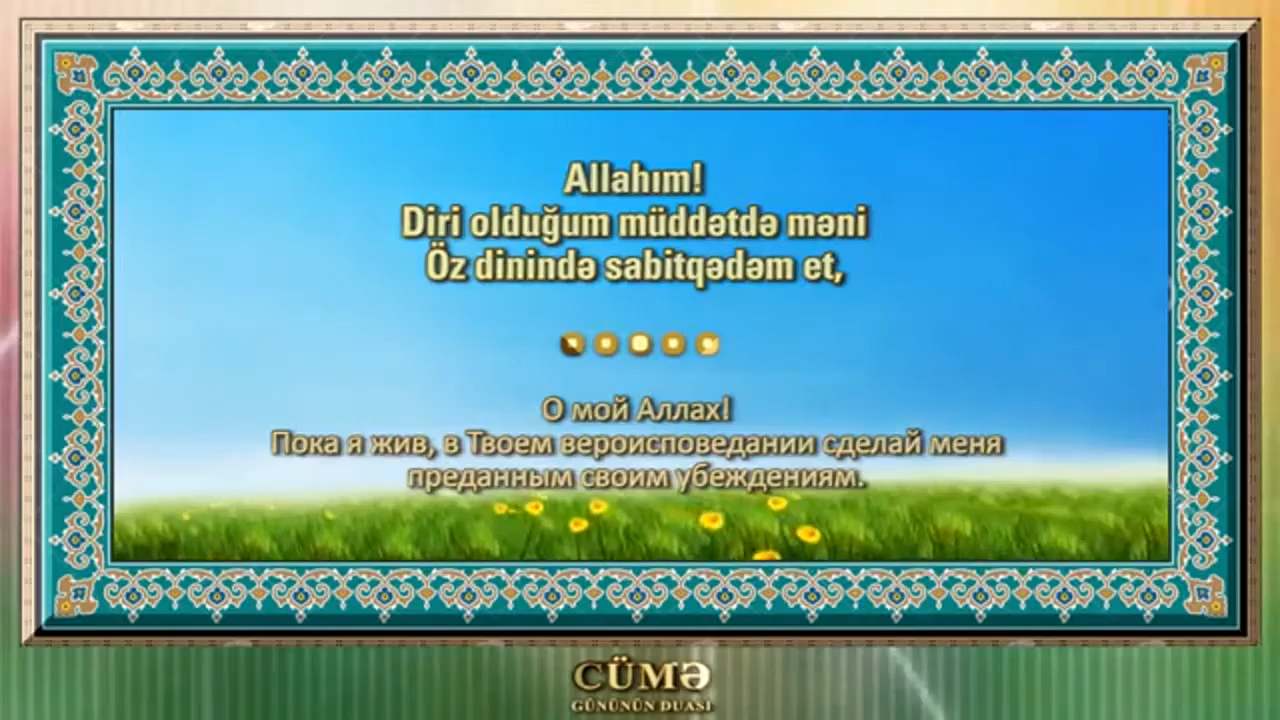 Allahım!
Diri olduğum müddətdə məni
Öz dinində sabitqədəm et,
О мой Аллах!
Пока я жив, в Твоем вероисповедании сделай меня
преданным своим убеждениям.
CÜMƏ
GÜNÜNÜN DUASI